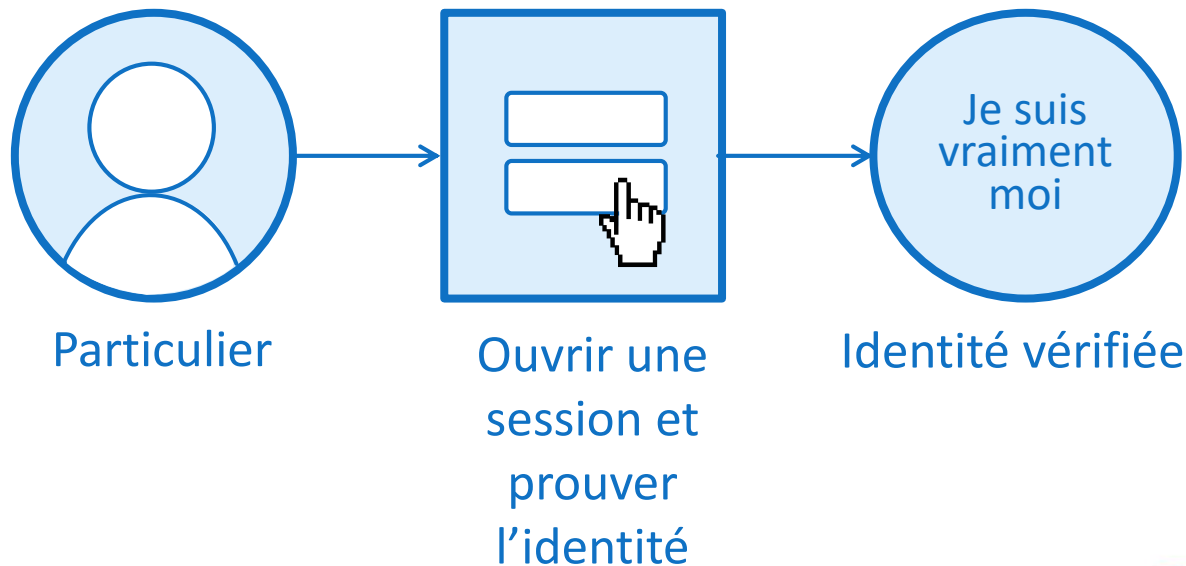 Je suis
vraiment
moi
Particulier
Ouvrir une
session et
prouver
l’identité
Identité vérifiée